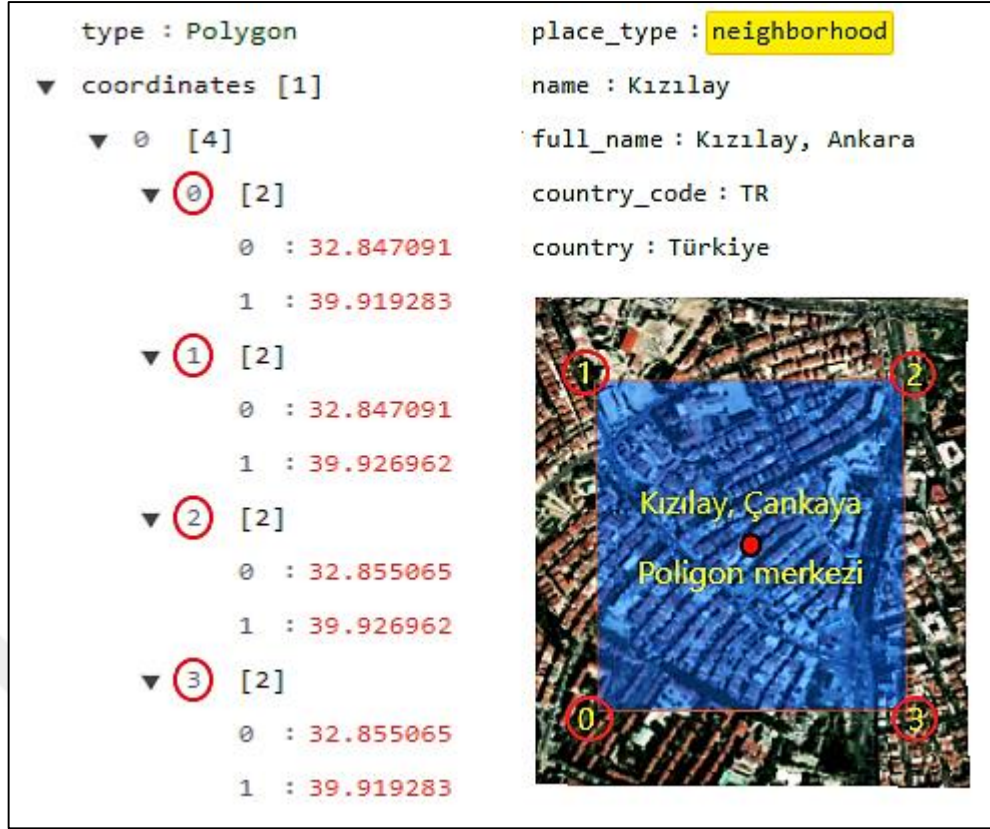 type : Polygon
▼ coordinates [1]
▼ 0 [4]
▼ 0 [2]
0 : 32.847091
1 : 39.919283
▼ 1 [2]
0 : 32.847091
1 : 39.926962
▼ 2 [2]
0 : 32.855065
1 : 39.926962
▼ 3 [2]
0 : 32.855065
1 : 39.919283
place_type : neighborhood
name : Kızılay
full_name : Kızılay, Ankara
country_code : TR
country : Türkiye
1 2
Kızılay, Çankaya
Poligon merkezi
0 3